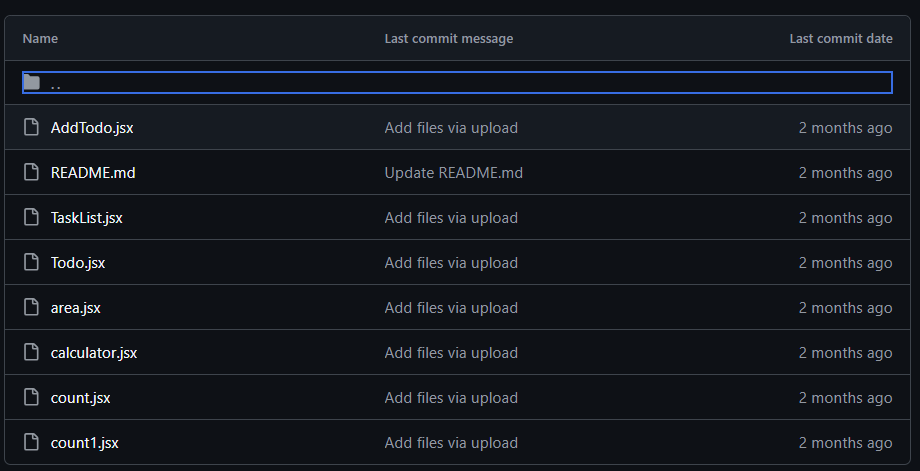 Name Last commit message Last commit date
..
AddTodo.jsx Add files via upload 2 months ago
README.md Update README.md 2 months ago
TaskList.jsx Add files via upload 2 months ago
Todo.jsx Add files via upload 2 months ago
area.jsx Add files via upload 2 months ago
calculator.jsx Add files via upload 2 months ago
count.jsx Add files via upload 2 months ago
count1.jsx Add files via upload 2 months ago